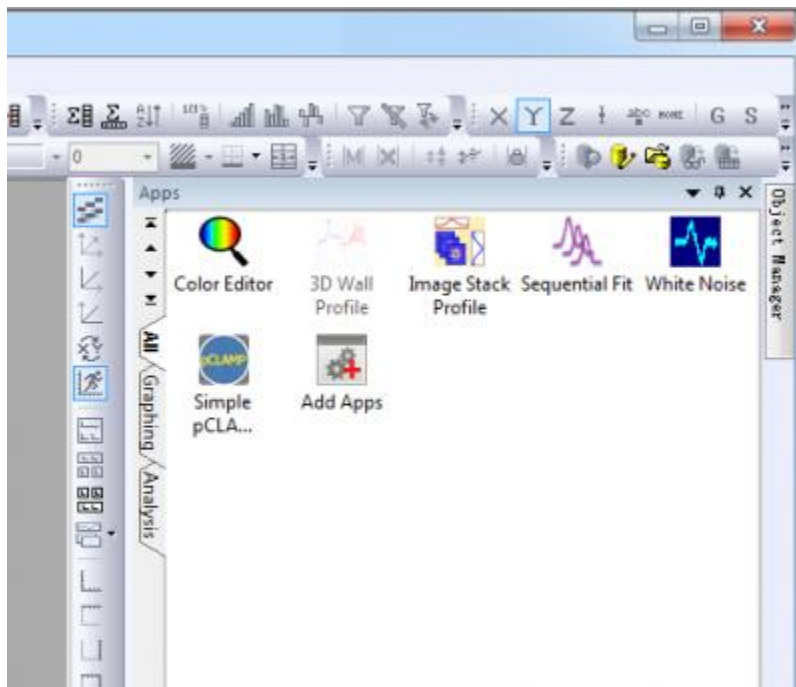 X Y Z G S
0
Apps
Object Manager
Color Editor
3D Wall
Profile
Image Stack
Profile
Sequential Fit
White Noise
pCLAMP
Simple
pCLA...
Add Apps
All
Graphing
Analysis